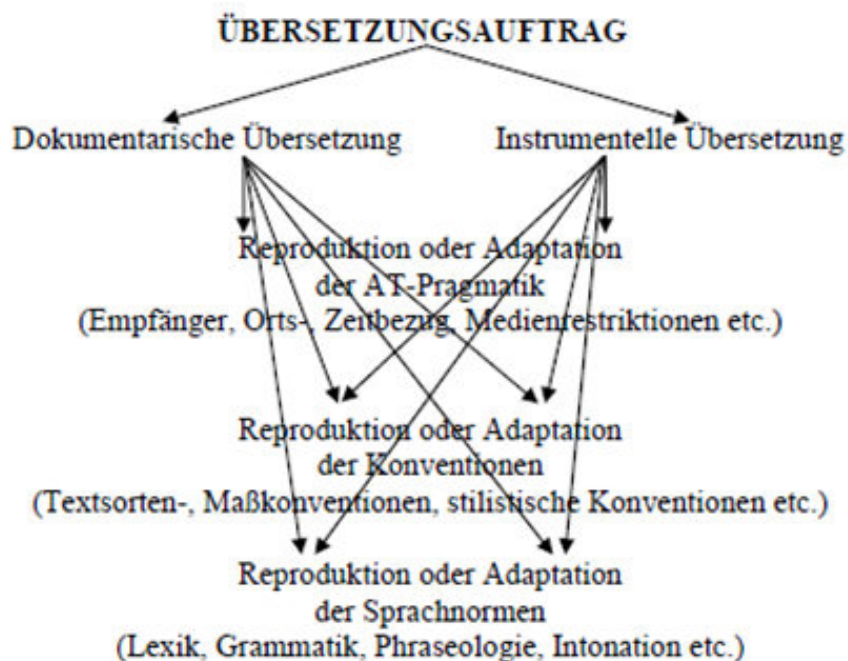 ÜBERSETZUNGSAUFTRAG
Dokumentarische Übersetzung
Instrumentelle Übersetzung
Reproduktion oder Adaptation
der AT-Pragmatik
(Empfänger, Orts-, Zeitbezug, Medienrestriktionen etc.)
Reproduktion oder Adaptation
der Konventionen
(Textsorten-, Maßkonventionen, stilistische Konventionen etc.)
Reproduktion oder Adaptation
der Sprachnormen
(Lexik, Grammatik, Phraseologie, Intonation etc.)